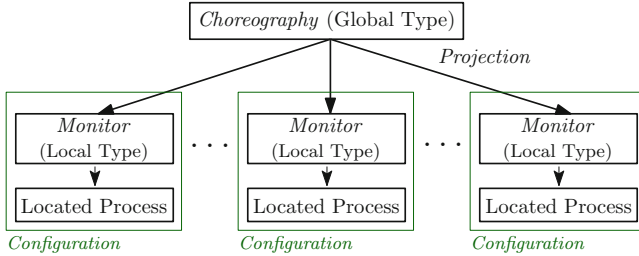 Choreography (Global Type)
Projection
Monitor
(Local Type)
Located Process
Configuration
. . .
Monitor
(Local Type)
Located Process
Configuration
. . .
Monitor
(Local Type)
Located Process
Configuration